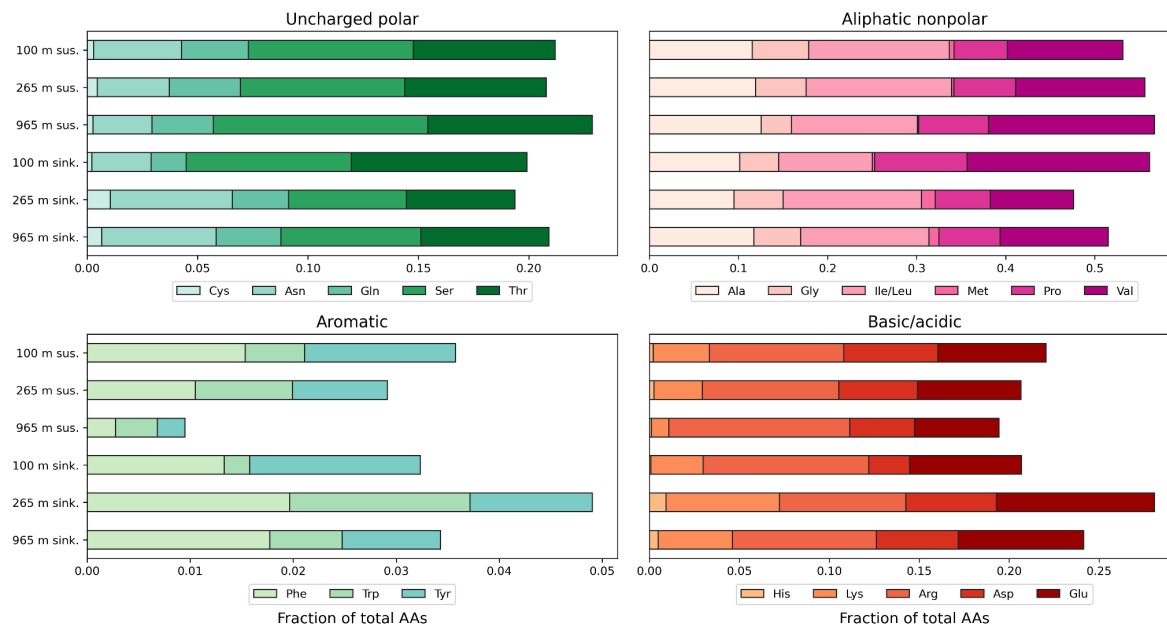 Uncharged polar
Aliphatic nonpolar
100 m sus.
265 m sus.
965 m sus.
100 m sink.
265 m sink.
965 m sink.
0.00 0.05 0.10 0.15 0.20
0.0 0.1 0.2 0.3 0.4 0.5
Cys Asn Gln Ser Thr
Ala Gly Ile/Leu Met Pro Val
Aromatic
Basic/acidic
100 m sus.
265 m sus.
965 m sus.
100 m sink.
265 m sink.
965 m sink.
0.00 0.01 0.02 0.03 0.04 0.05
0.00 0.05 0.10 0.15 0.20 0.25
Phe Trp Tyr
His Lys Arg Asp Glu
Fraction of total AAs
Fraction of total AAs